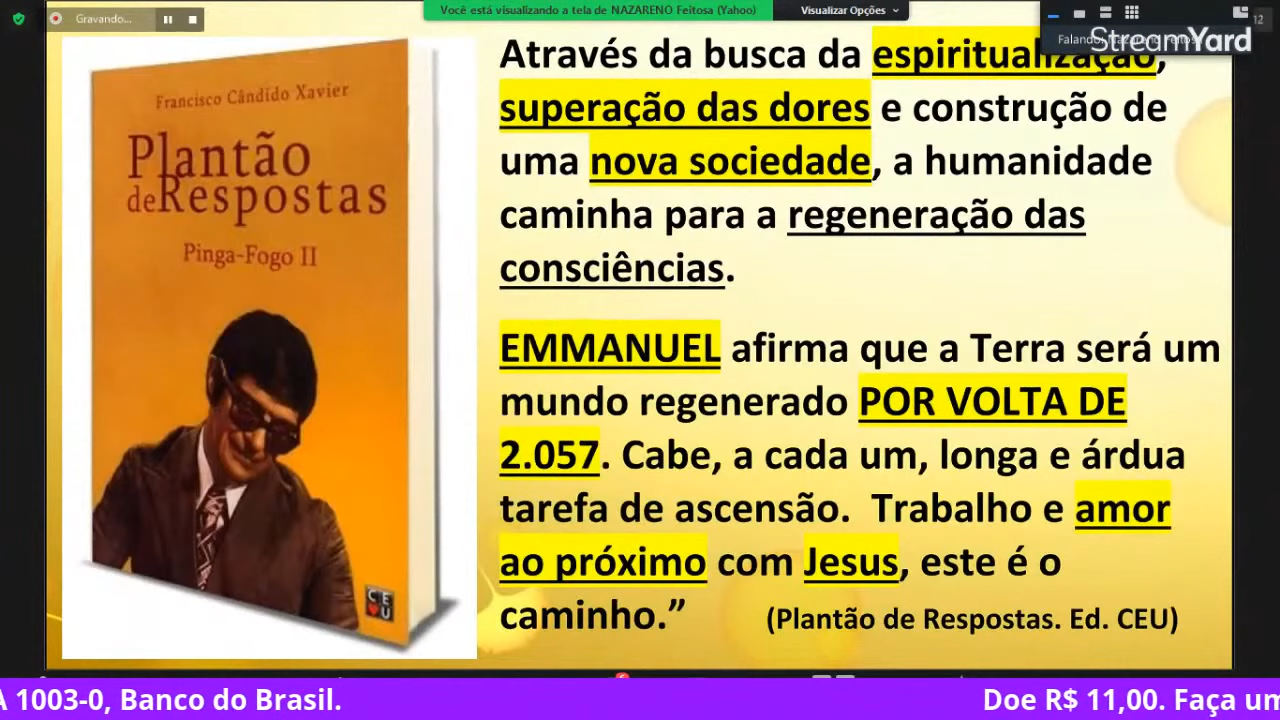 Gravando...
Você está visualizando a tela de NAZARENO Feitosa (Yahoo)
Visualizar Opções
12
StreamYard
Francisco Cândido Xavier
Plantão
deRespostas
Pinga-Fogo II
CEU
Através da busca da espiritualização,
superação das dores e construção de
uma nova sociedade, a humanidade
caminha para a regeneração das
consciências.
EMMANUEL afirma que a Terra será um
mundo regenerado POR VOLTA DE
2.057. Cabe, a cada um, longa e árdua
tarefa de ascensão. Trabalho e amor
ao próximo com Jesus, este é o
caminho.” (Plantão de Respostas. Ed. CEU)
A 1003-0, Banco do Brasil.
Doe R$ 11,00. Faça um